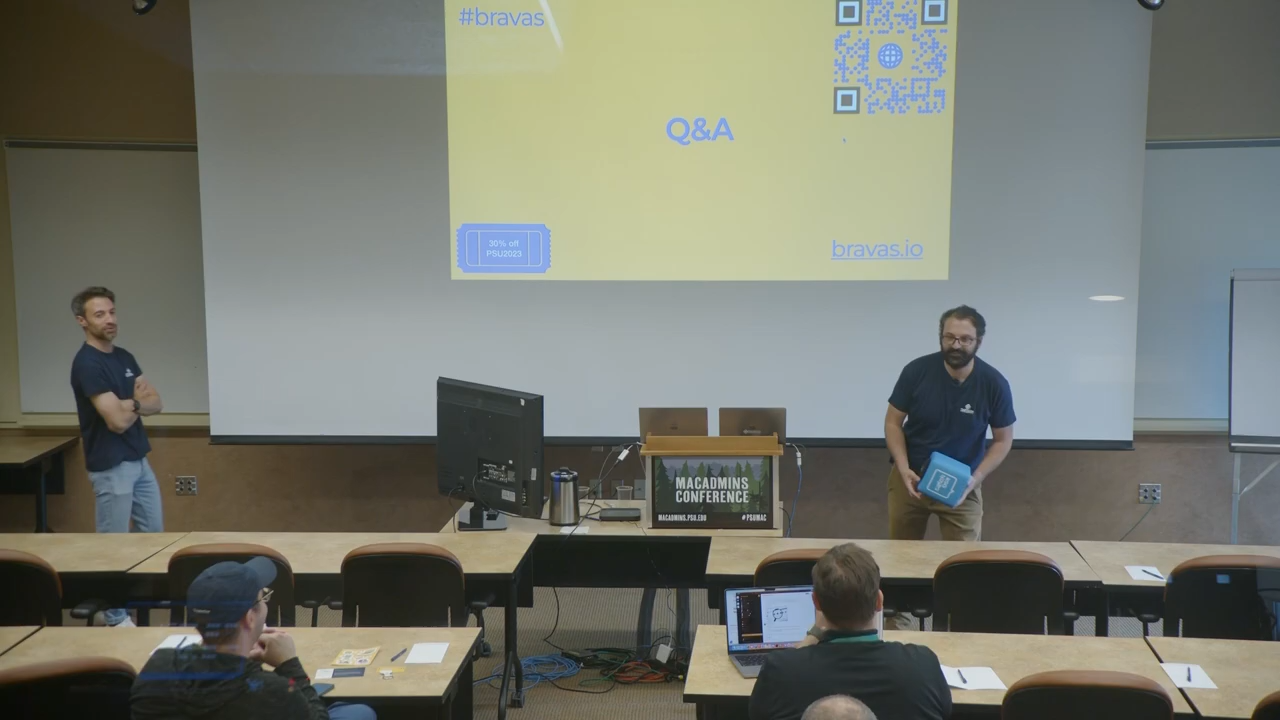 #bravas
Q&A
30% off
PSU2023
bravas.io
MACADMINS
CONFERENCE
MACADMINS.PSU.EDU
#PSUMAC